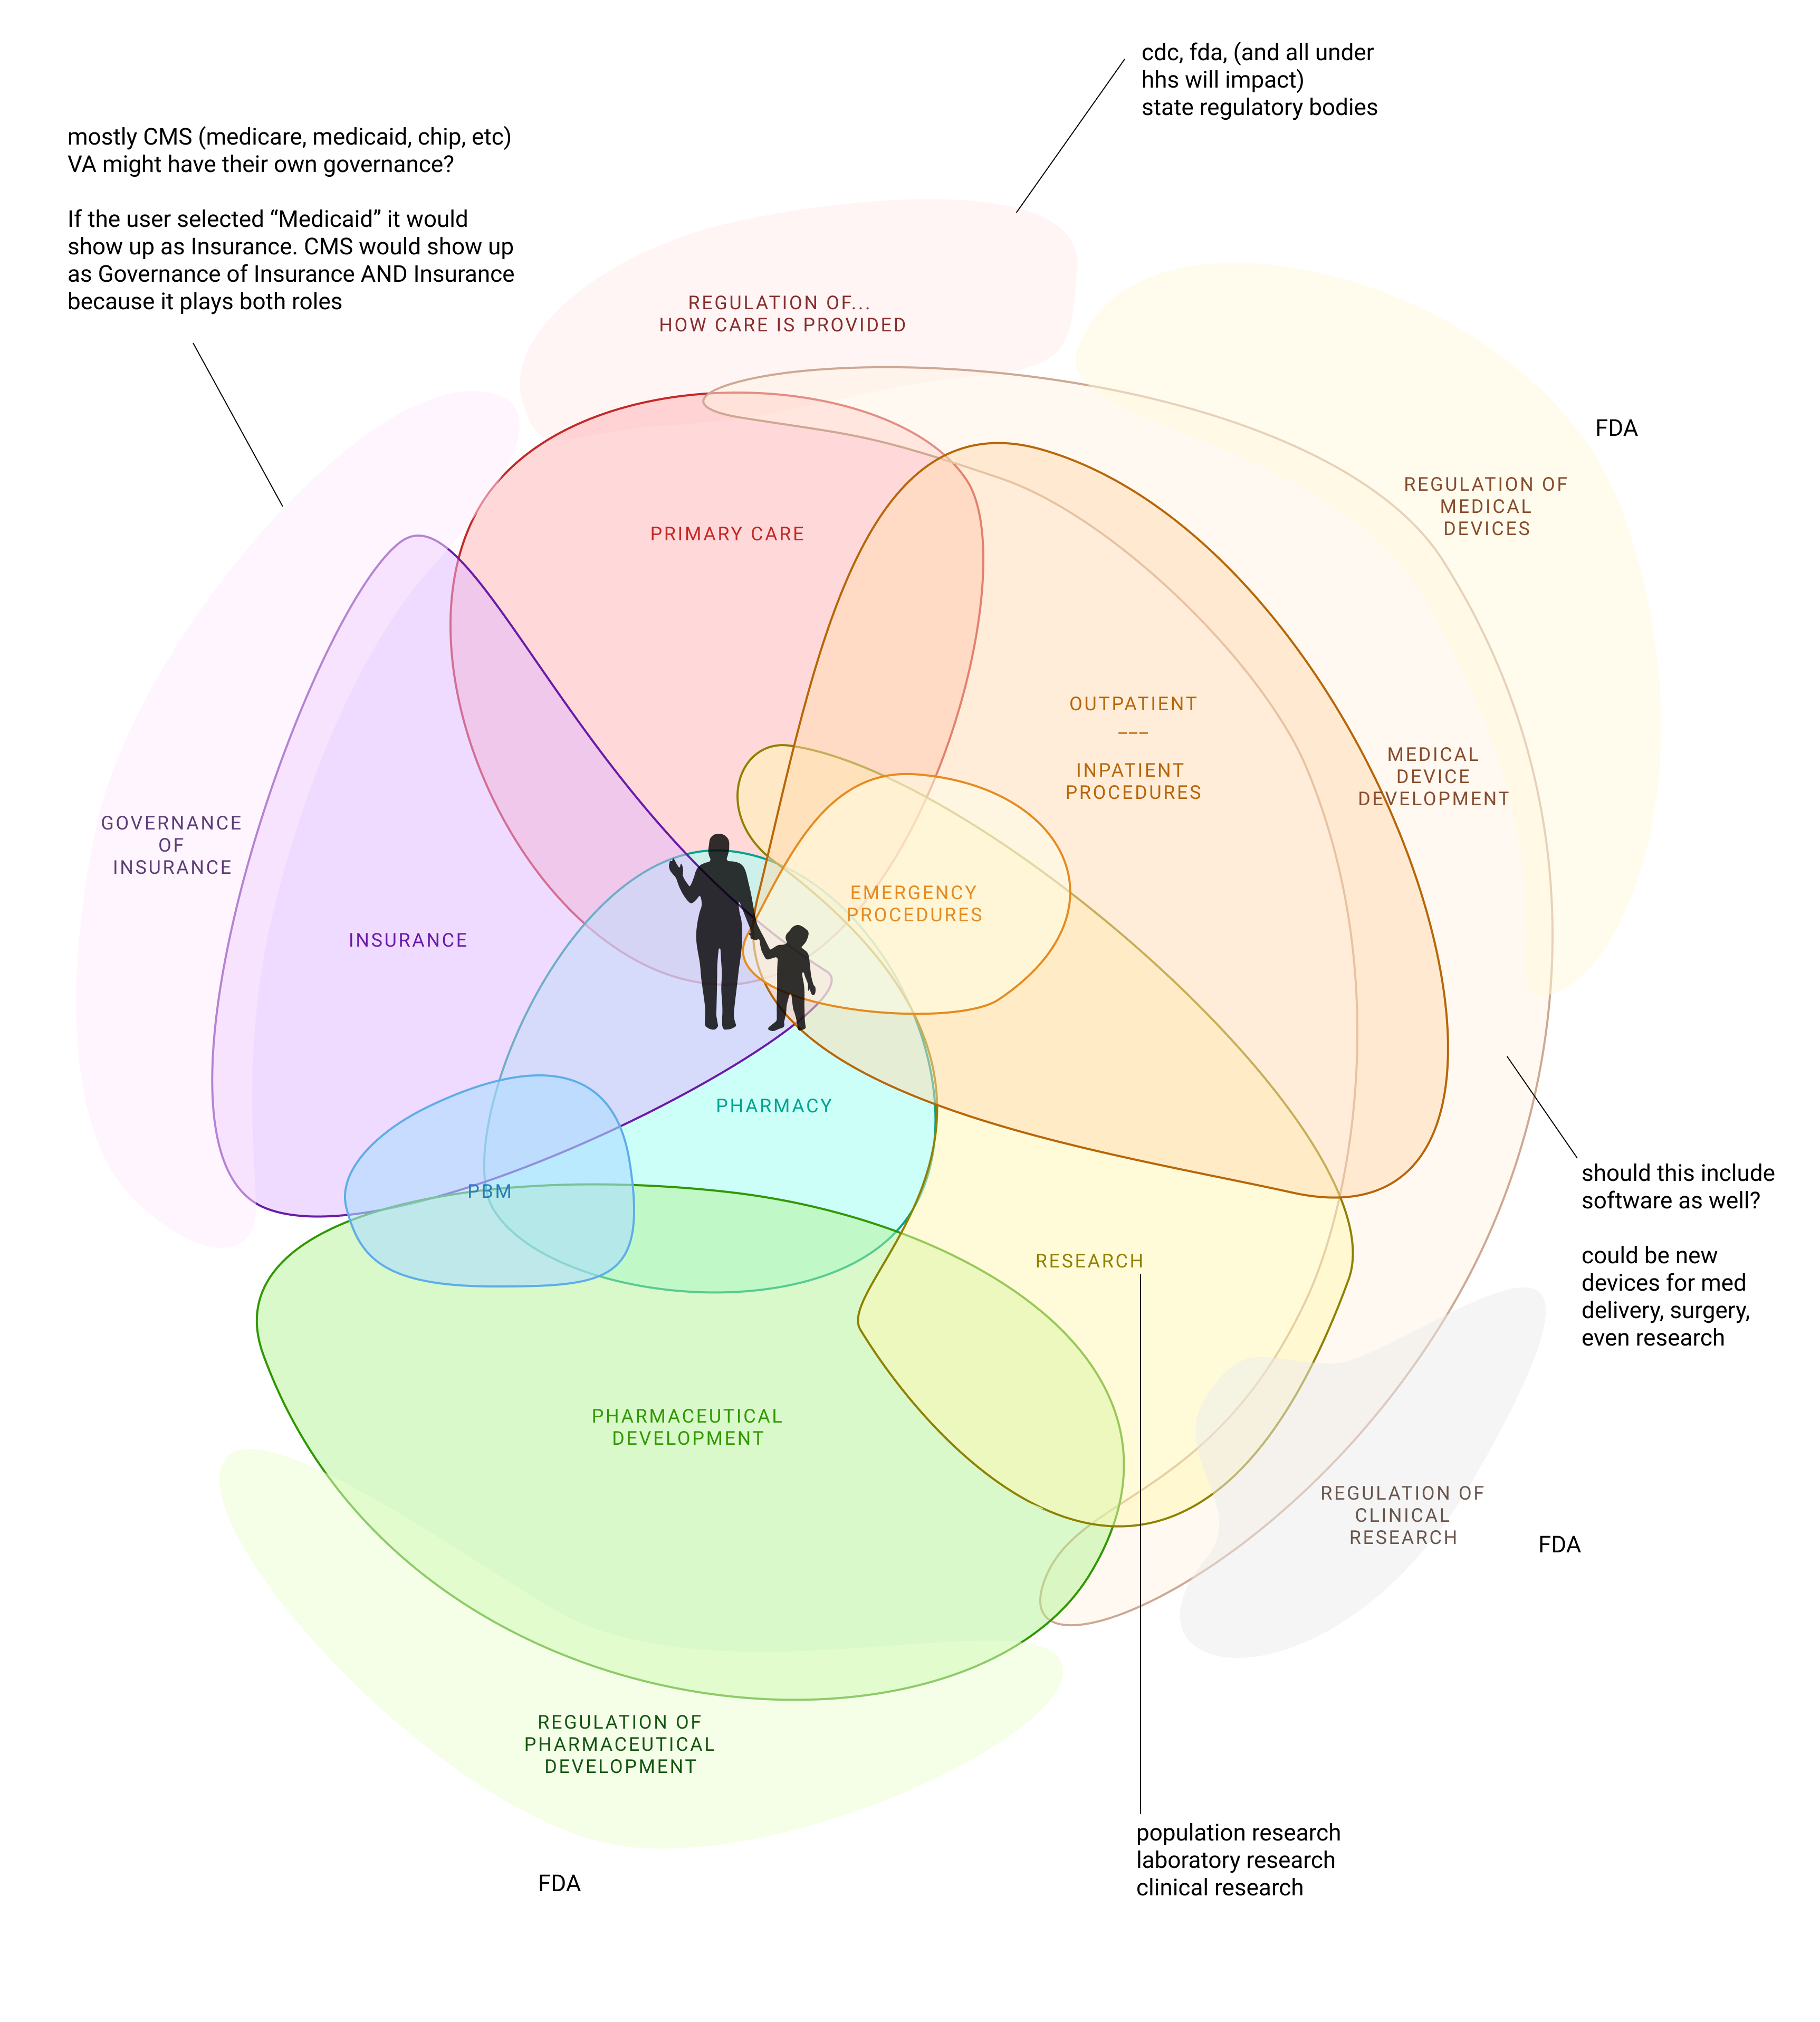 cdc, fda, (and all under
hhs will impact)
state regulatory bodies
mostly CMS (medicare, medicaid, chip, etc)
VA might have their own governance?
If the user selected “Medicaid” it would
show up as Insurance. CMS would show up
as Governance of Insurance AND Insurance
because it plays both roles
REGULATION OF...
HOW CARE IS PROVIDED
FDA
REGULATION OF
MEDICAL
DEVICES
PRIMARY CARE
OUTPATIENT
---
INPATIENT
PROCEDURES
MEDICAL
DEVICE
DEVELOPMENT
GOVERNANCE
OF
INSURANCE
EMERGENCY
PROCEDURES
INSURANCE
PHARMACY
PBM
should this include
software as well?
could be new
devices for med
delivery, surgery,
even research
RESEARCH
PHARMACEUTICAL
DEVELOPMENT
REGULATION OF
CLINICAL
RESEARCH
FDA
REGULATION OF
PHARMACEUTICAL
DEVELOPMENT
population research
laboratory research
clinical research
FDA